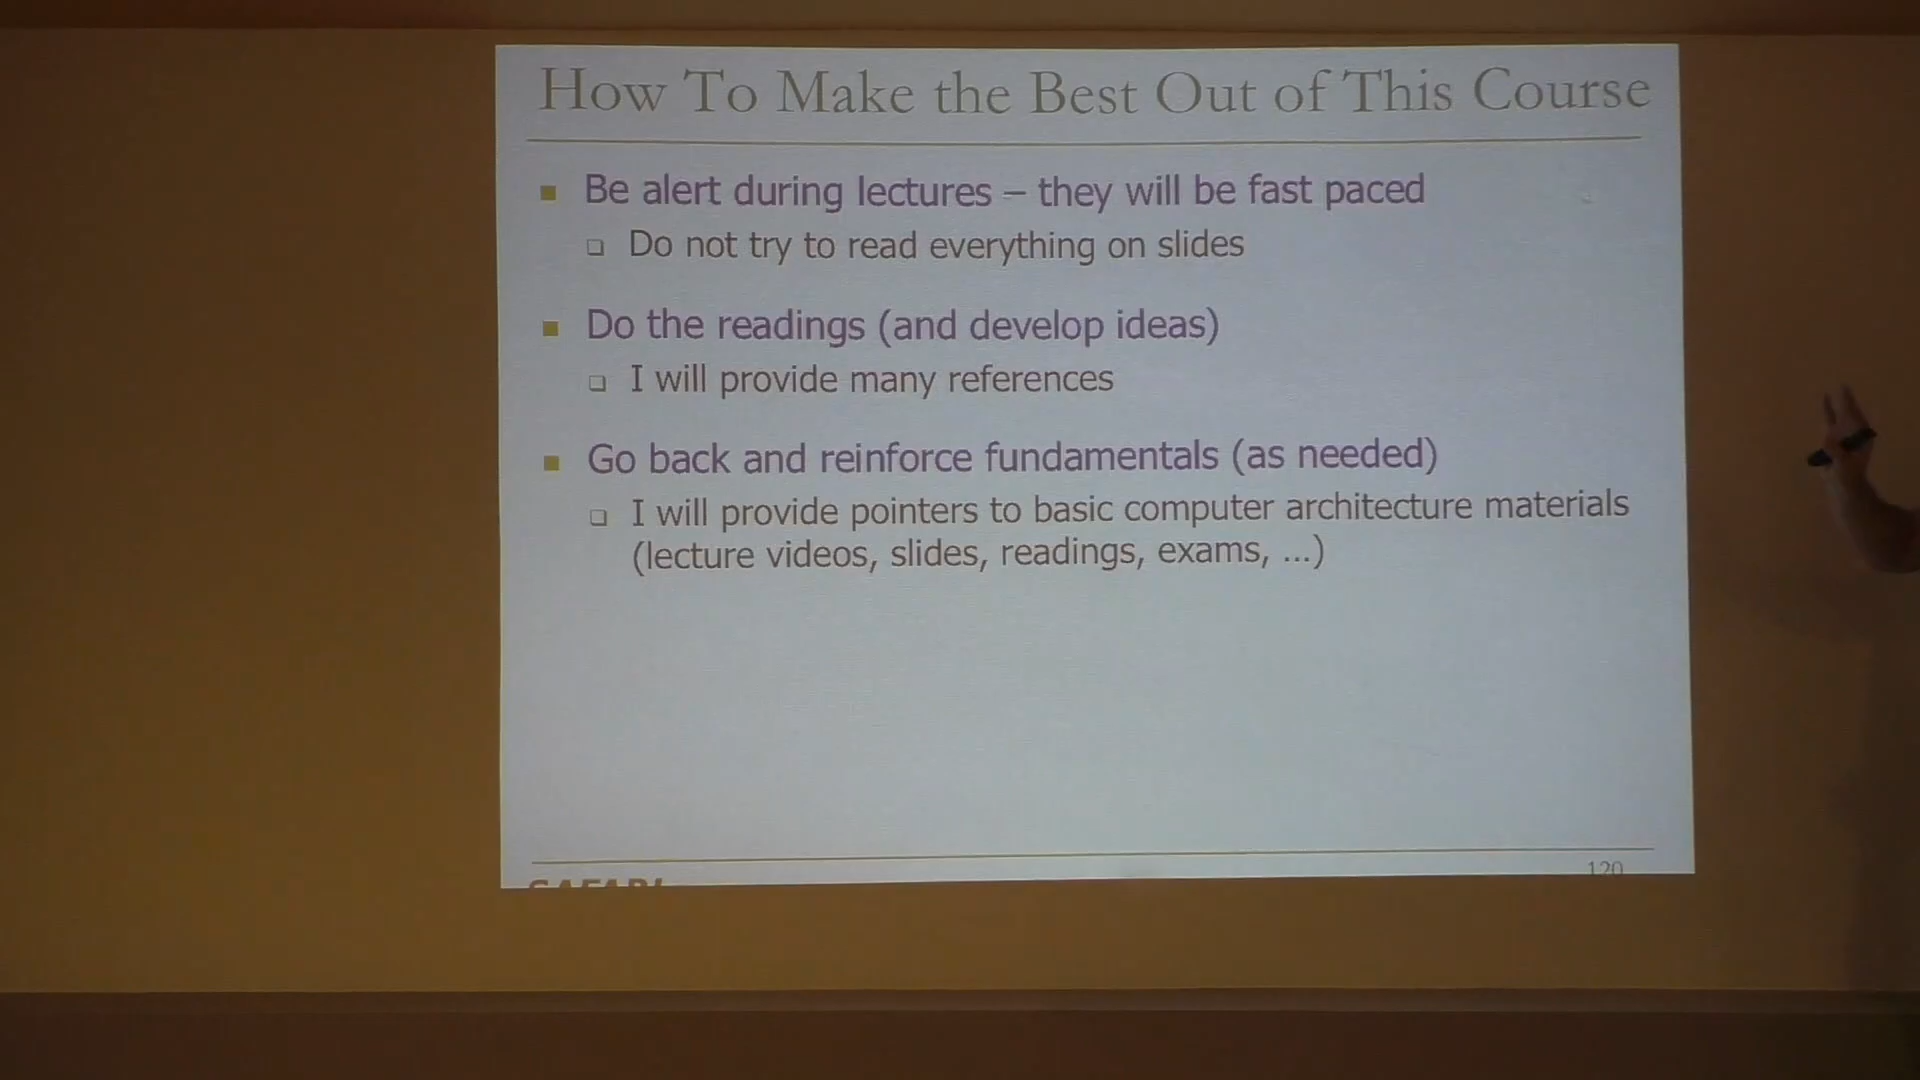 How To Make the Best Out of This Course
Be alert during lectures – they will be fast paced
Do not try to read everything on slides
Do the readings (and develop ideas)
I will provide many references
Go back and reinforce fundamentals (as needed)
I will provide pointers to basic computer architecture materials
(lecture videos, slides, readings, exams, ...)
SAFARI
120